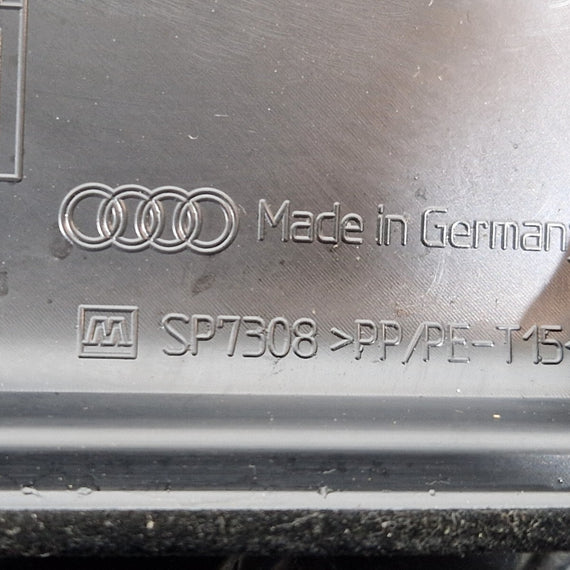 Made in Germany
SP7308 >PP/PE-T15<